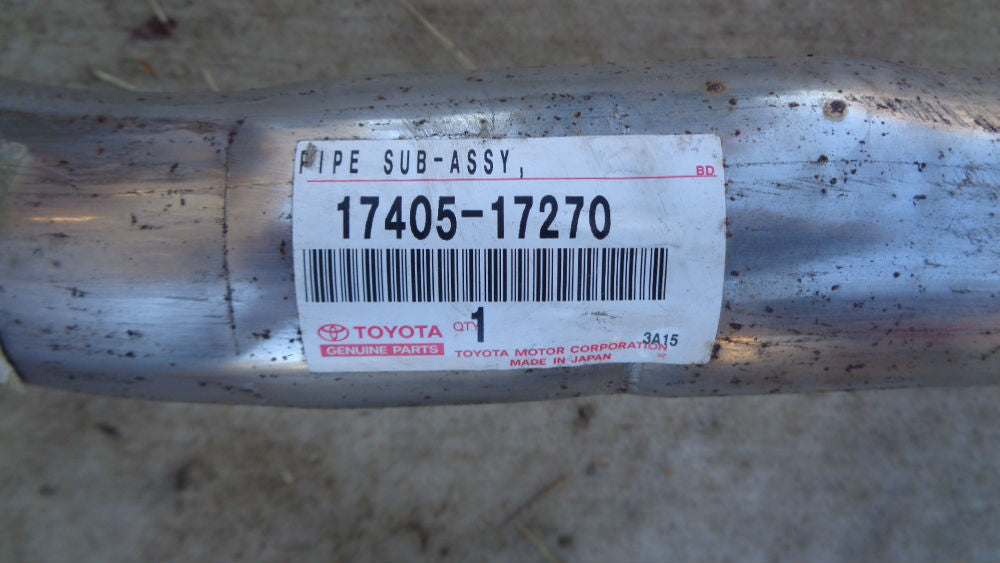 PIPE SUB-ASSY,
BD
17405-17270
TOYOTA QTY 1
GENUINE PARTS
3A15
TOYOTA MOTOR CORPORATION
MADE IN JAPAN